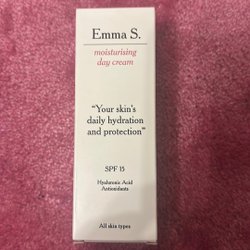 Emma S.
moisturising
day cream
"Your skin's
daily hydration
and protection"
SPF 15
Hyaluronic Acid
Antioxidants
All skin types